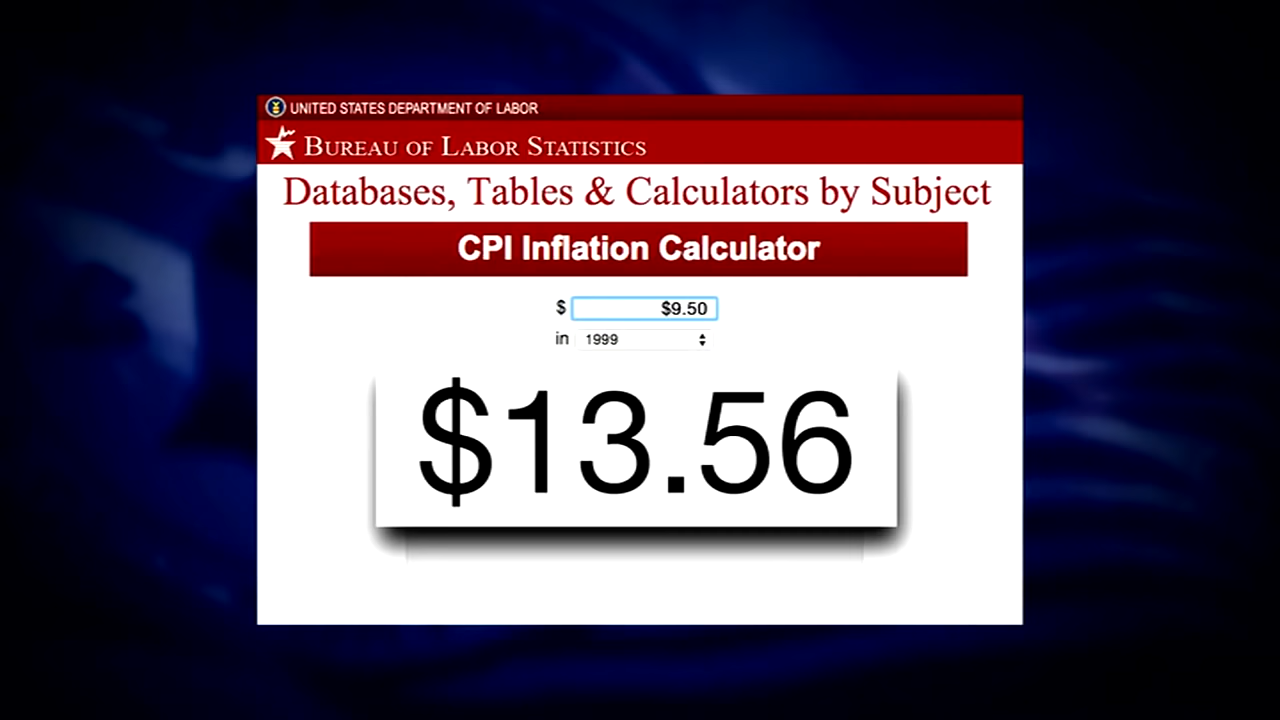 UNITED STATES DEPARTMENT OF LABOR
BUREAU OF LABOR STATISTICS
Databases, Tables & Calculators by Subject
CPI Inflation Calculator
$ $9.50
in 1999
$13.56